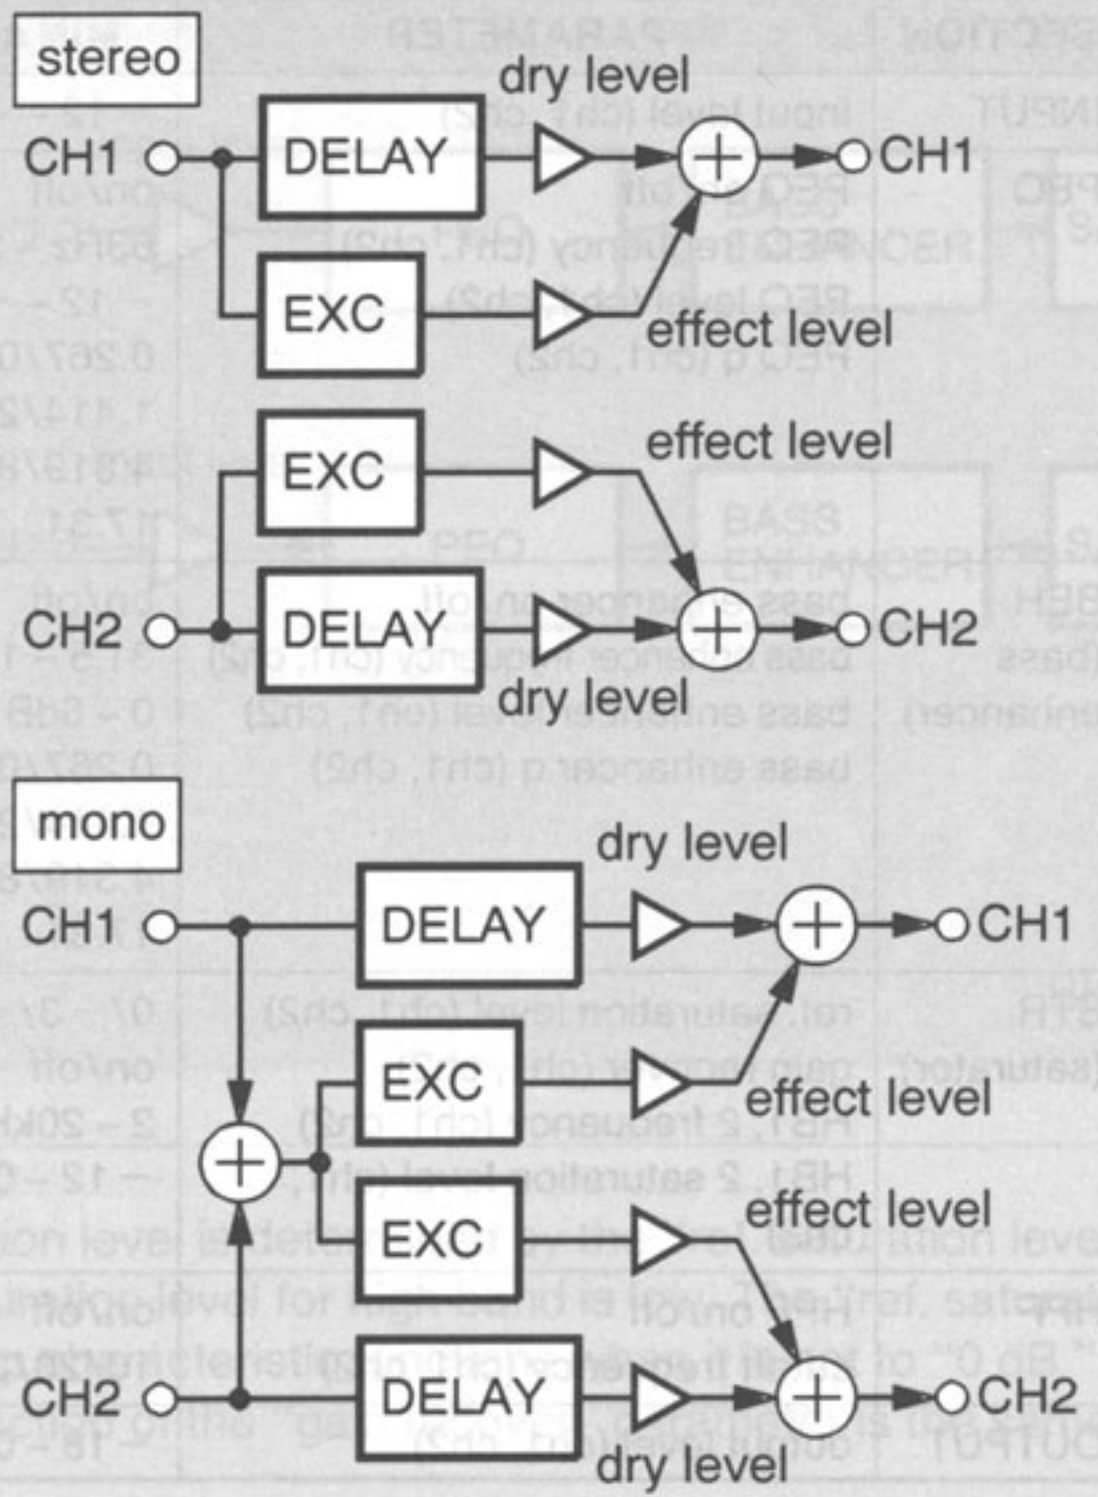 stereo
dry level
CH1 DELAY + CH1
EXC
effect level
effect level
EXC
CH2 DELAY + CH2
dry level
mono
dry level
CH1 DELAY + CH1
EXC
effect level
+
effect level
EXC
CH2 DELAY + CH2
dry level